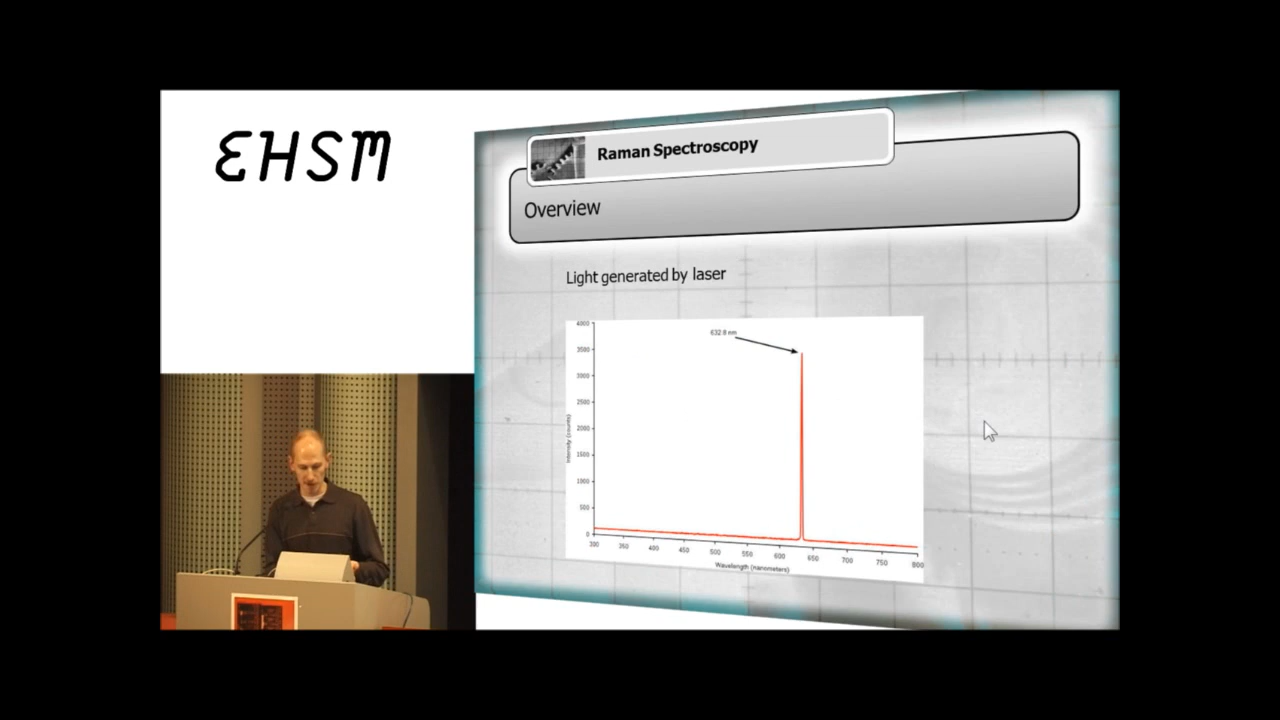 EHSM
Raman Spectroscopy
Overview
Light generated by laser
632.8 nm
4000
3500
3000
2500
2000
1500
1000
500
0
Intensity (counts)
300 350 400 450 500 550 600 650 700 750 800
Wavelength (nanometers)